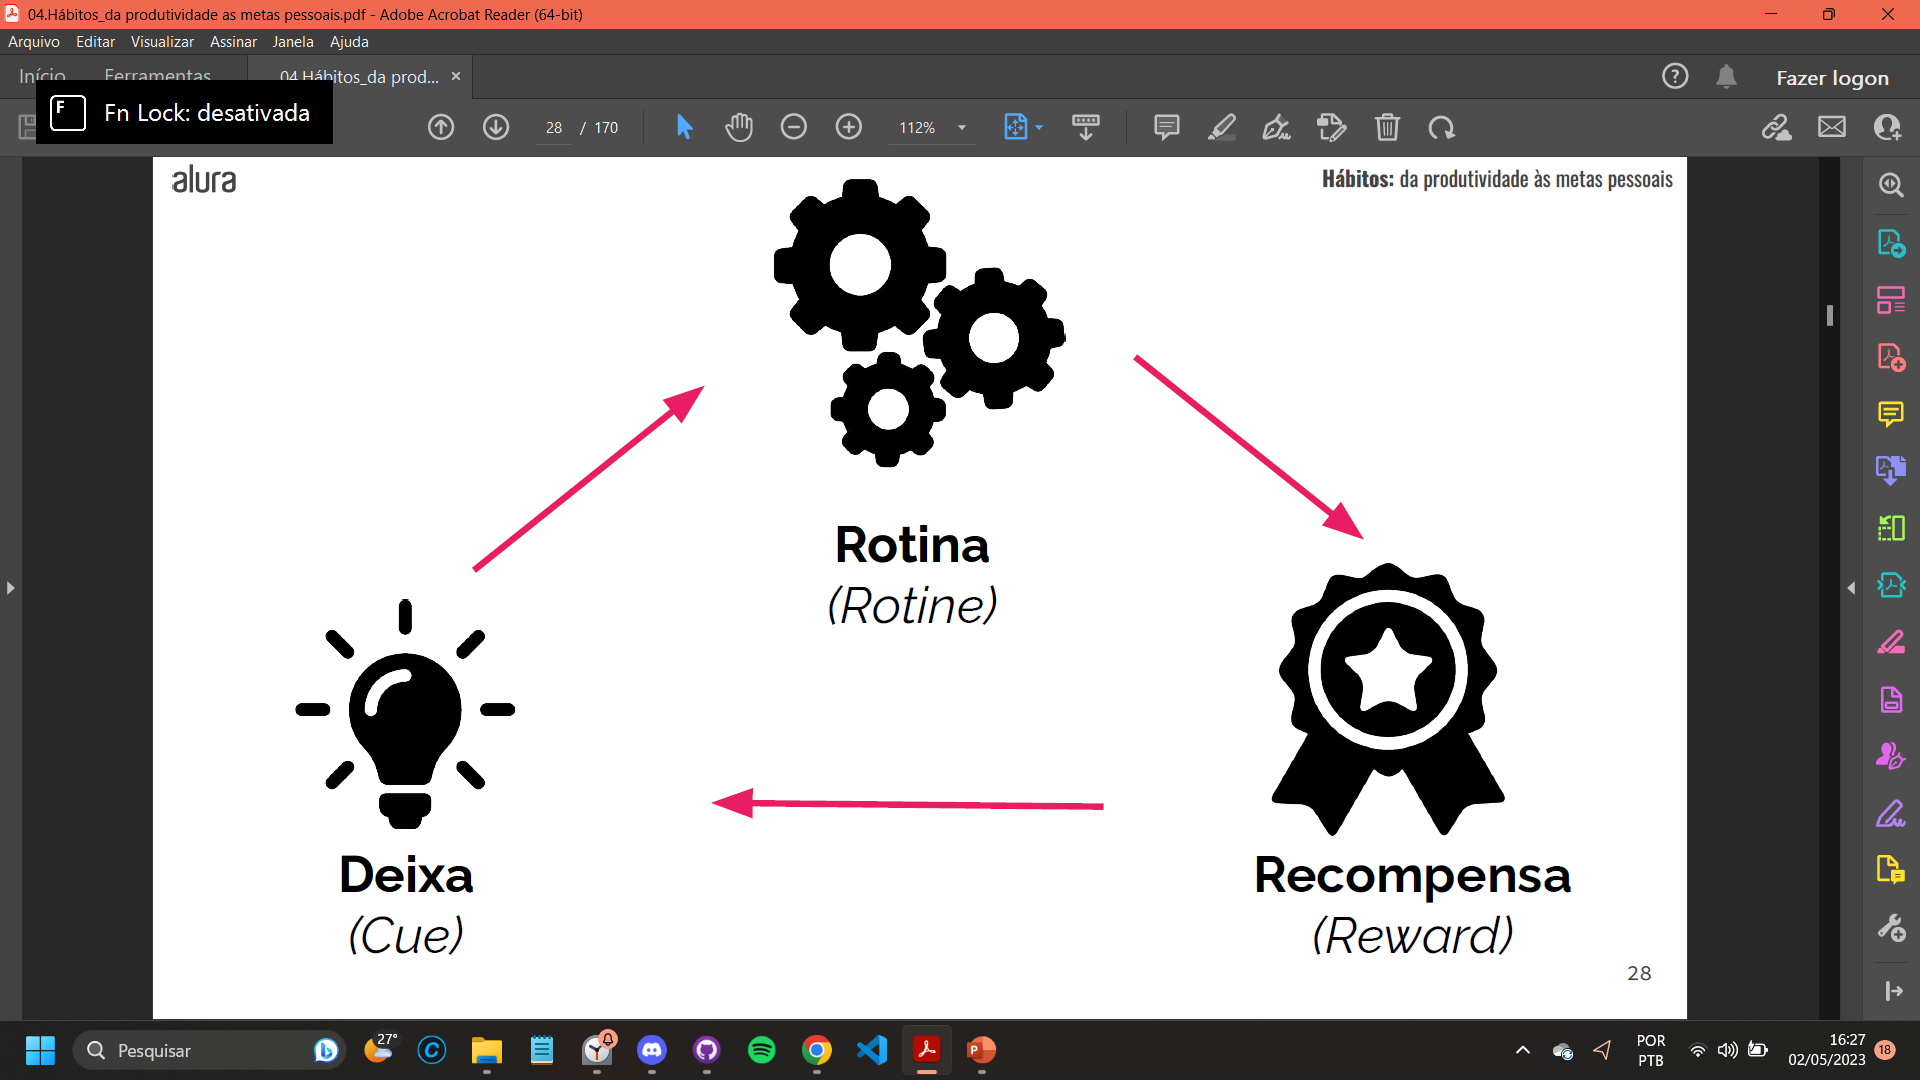 04.Hábitos_da produtividade as metas pessoais.pdf - Adobe Acrobat Reader (64-bit)
Arquivo Editar Visualizar Assinar Janela Ajuda
Início Ferramentas 04.Hábitos_da prod... Fazer logon
Fn Lock: desativada
28 / 170 112%
alura
Hábitos: da produtividade às metas pessoais
Rotina
(Rotine)
Deixa
(Cue)
Recompensa
(Reward)
28
Pesquisar
27°
POR
PTB
16:27
02/05/2023
18